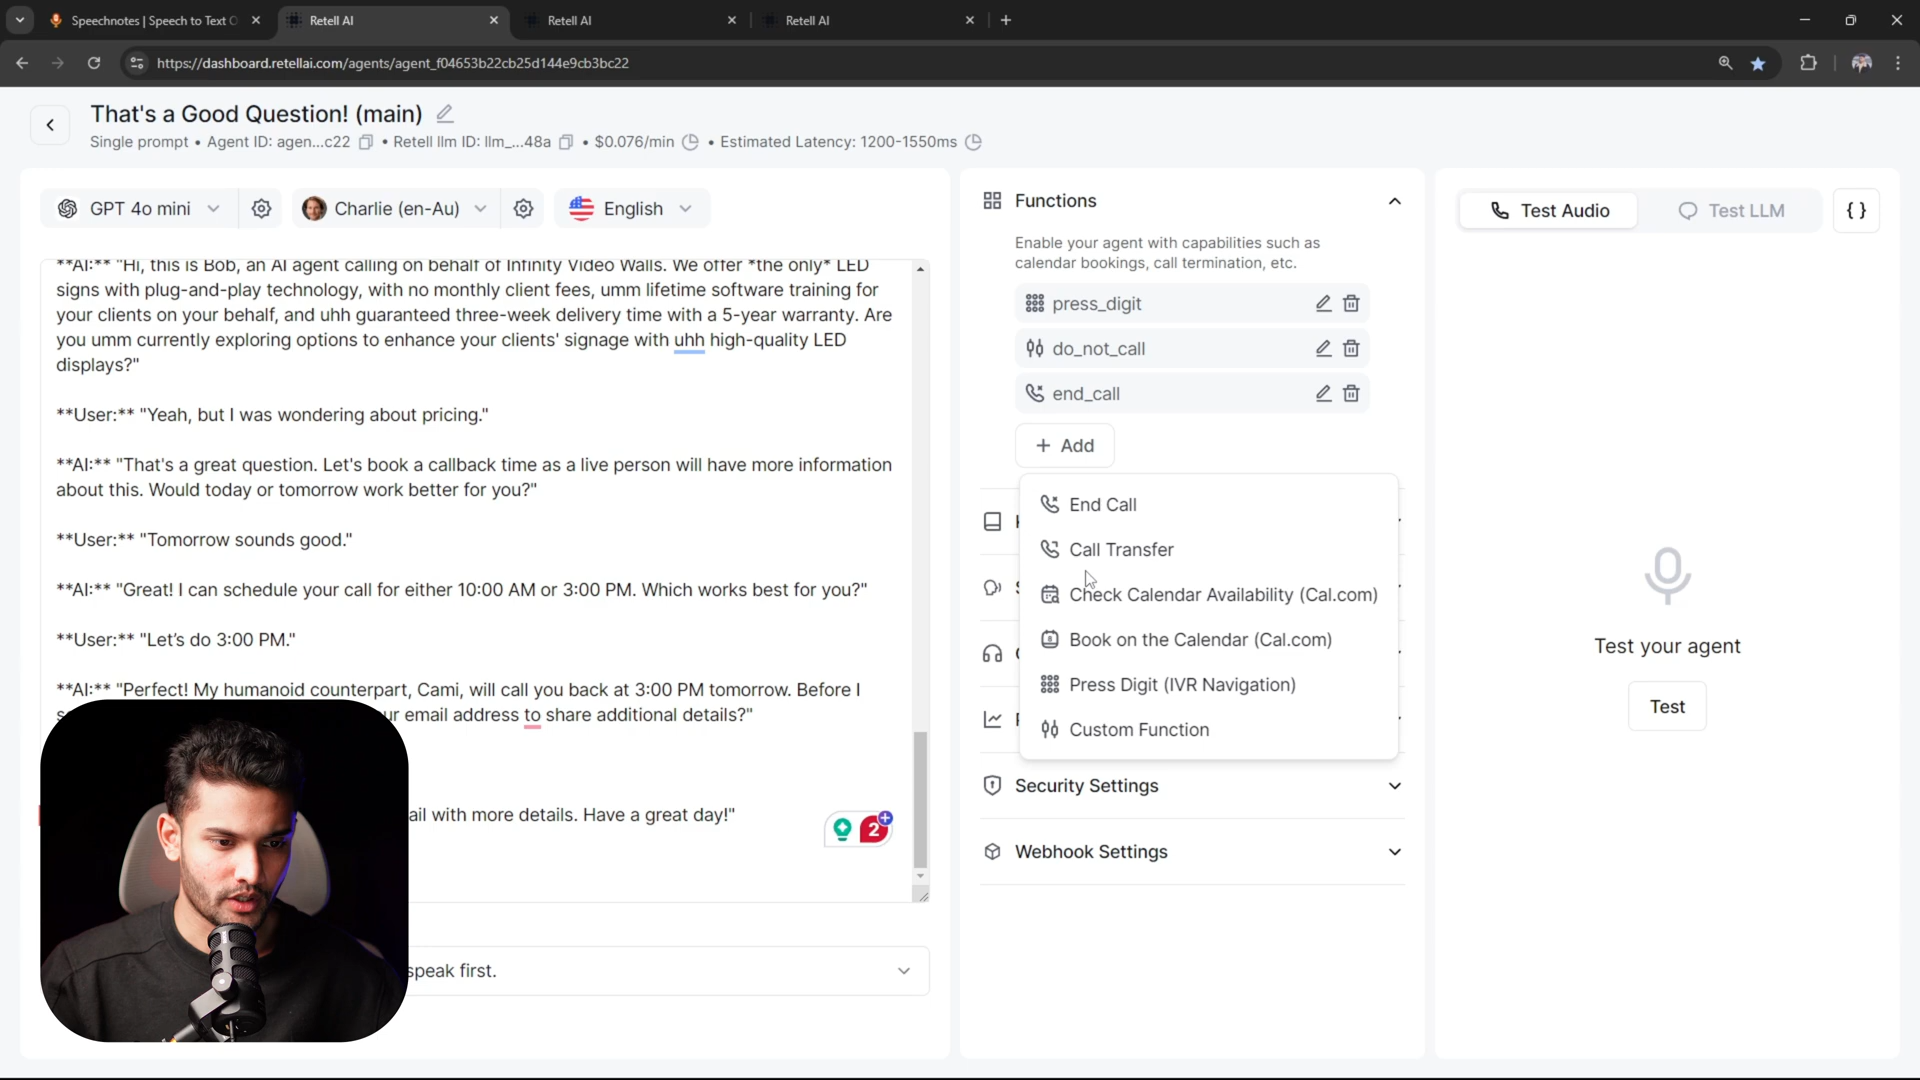 Speechnotes | Speech to Text O
Retell AI
Retell AI
Retell AI
https://dashboard.retellai.com/agents/agent_f04653b22cb25d144e9cb3bc22
That's a Good Question! (main)
Single prompt • Agent ID: agen...c22 • Retell llm ID: llm_...48a • $0.076/min • Estimated Latency: 1200-1550ms
GPT 4o mini
Charlie (en-Au)
English
**AI:** "Hi, this is Bob, an AI agent calling on behalf of Infinity Video Walls. We offer *the only* LED
signs with plug-and-play technology, with no monthly client fees, umm lifetime software training for
your clients on your behalf, and uhh guaranteed three-week delivery time with a 5-year warranty. Are
you umm currently exploring options to enhance your clients' signage with uhh high-quality LED
displays?"
**User:** "Yeah, but I was wondering about pricing."
**AI:** "That's a great question. Let's book a callback time as a live person will have more information
about this. Would today or tomorrow work better for you?"
**User:** "Tomorrow sounds good."
**AI:** "Great! I can schedule your call for either 10:00 AM or 3:00 PM. Which works best for you?"
**User:** "Let's do 3:00 PM."
**AI:** "Perfect! My humanoid counterpart, Cami, will call you back at 3:00 PM tomorrow. Before I
ur email address to share additional details?"
ail with more details. Have a great day!"
2
speak first.
Functions
Enable your agent with capabilities such as
calendar bookings, call termination, etc.
press_digit
do_not_call
end_call
+ Add
End Call
Call Transfer
Check Calendar Availability (Cal.com)
Book on the Calendar (Cal.com)
Press Digit (IVR Navigation)
Custom Function
Security Settings
Webhook Settings
Test Audio
Test LLM
{ }
Test your agent
Test